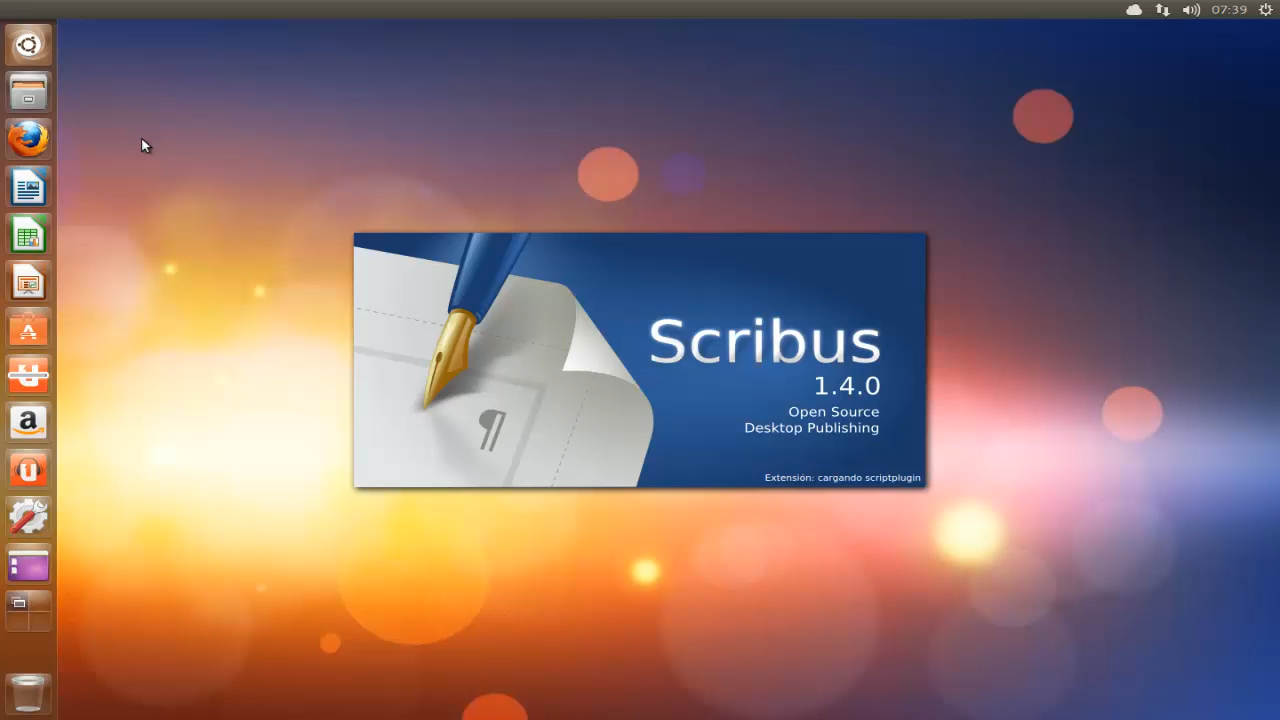 07:39
Scribus
1.4.0
Open Source
Desktop Publishing
Extensión: cargando scriptplugin